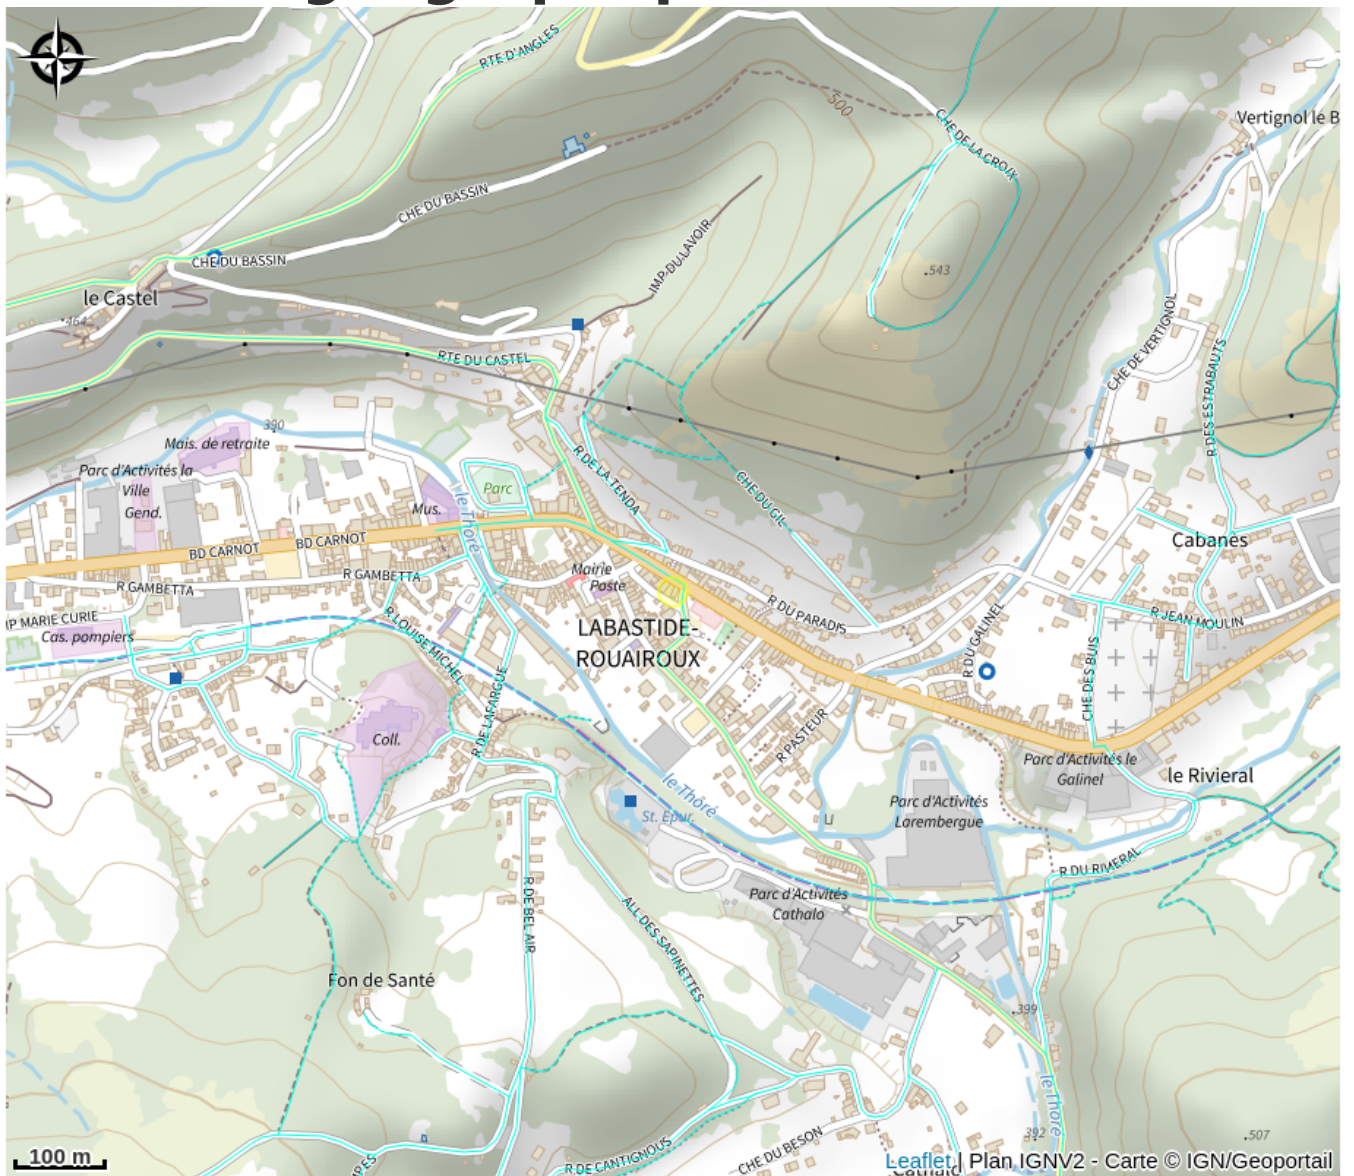 RTE D'ANGLES
500
CHE DE LA CROIX
Vertignol le B
CHE DU BASSIN
IMP DU LAVOIR
CHE DU BASSIN
.543
le Castel
.464
RTE DU CASTEL
CHE DE VERTIGNOL
R DES ESTRABAUTS
390
Mais. de retraite
Parc d'Activités la
Ville
Gend.
Mus.
le Thoré
Parc
R DE LA TENDA
CHE DU GIL
BD CARNOT
BD CARNOT
Cabanes
R GAMBETTA
R GAMBETTA
Mairie
Poste
R DU PARADIS
R JEAN MOULIN
IP MARIE CURIE
Cas. pompiers
R LOUISE MICHEL
LABASTIDE-
ROUAIROUX
R DU GALINEL
CHE DES BUIS
R DE LAFARGUE
Coll.
R PASTEUR
Parc d'Activités le
Galinel
le Rivieral
le Thoré
St. Epur.
Parc d'Activités
Larembergue
R DU RIVIERAL
Parc d'Activités
Cathalo
R DE BEL AIR
ALL DES SAPINETTES
Fon de Santé
.399
le Thoré
392
.507
100 m
R DE CANTIGNOUS
CHE DU BESON
Cathalo
Leaflet | Plan IGNV2 - Carte © IGN/Geoportail